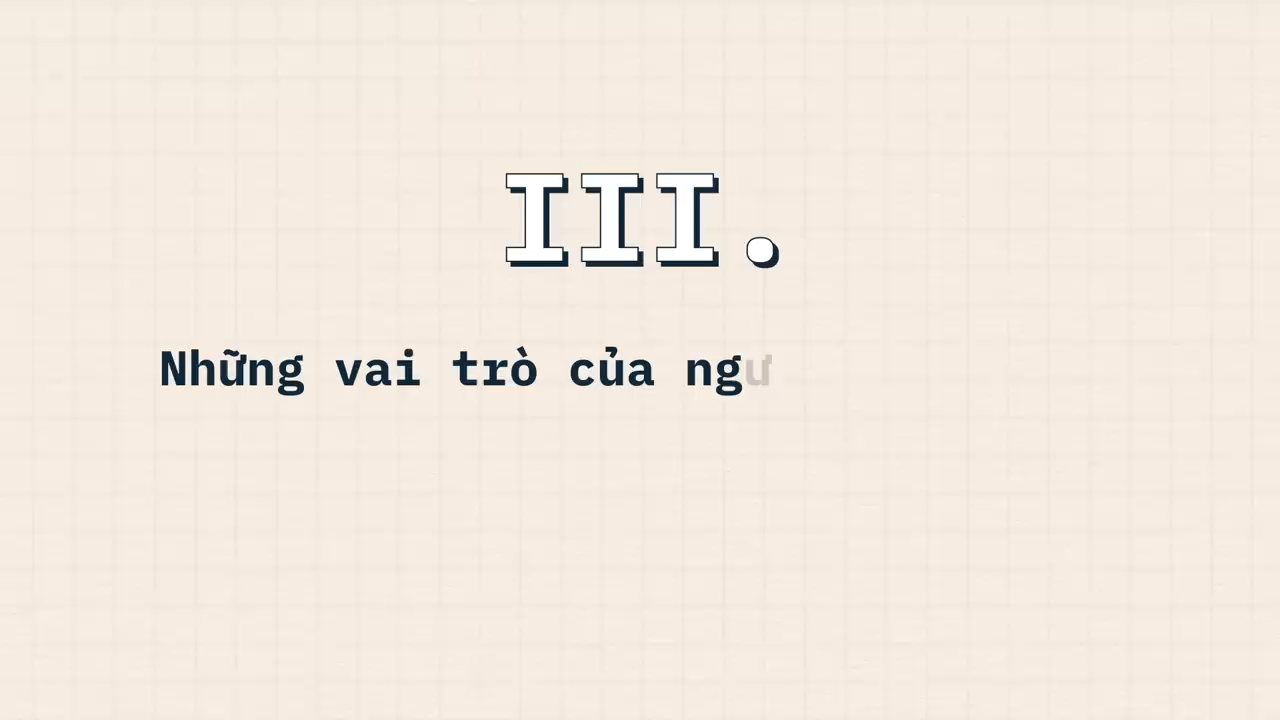 III.
Những vai trò của ngư